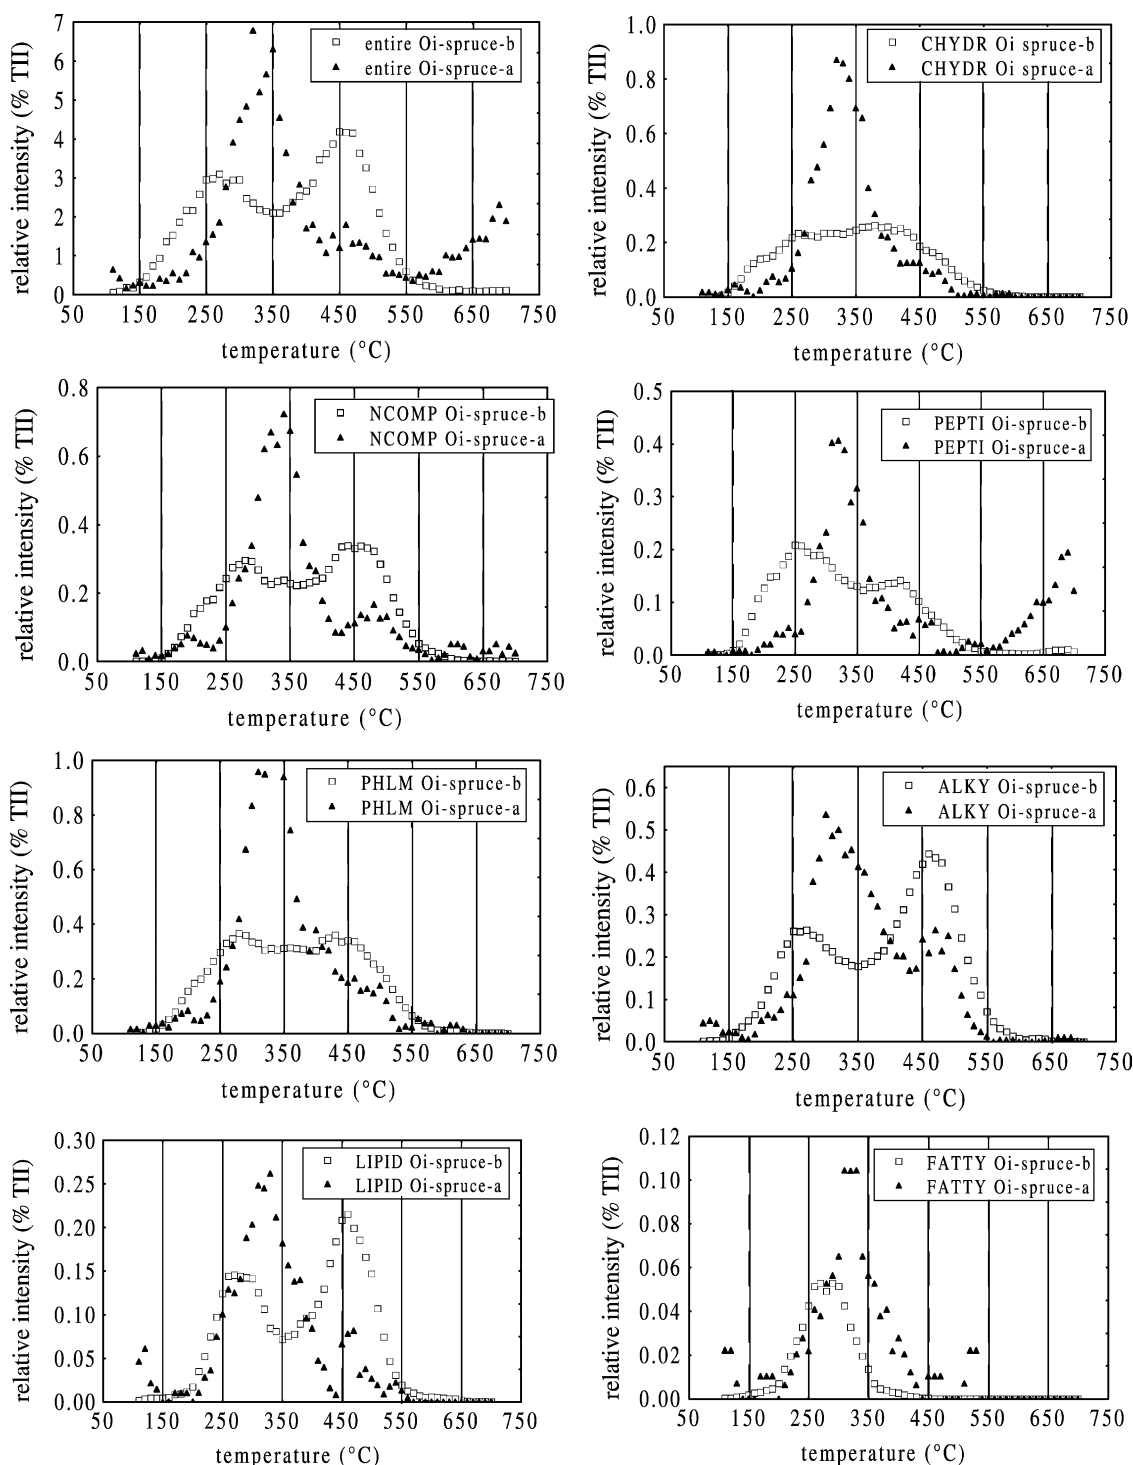 7
6
5
4
3
2
1
0
relative intensity (% TII)
entire Oi-spruce-b
entire Oi-spruce-a
50 150 250 350 450 550 650 750
temperature (°C)
1.0
0.8
0.6
0.4
0.2
0.0
relative intensity (% TII)
CHYDR Oi spruce-b
CHYDR Oi spruce-a
50 150 250 350 450 550 650 750
temperature (°C)
0.8
0.6
0.4
0.2
0.0
relative intensity (% TII)
NCOMP Oi-spruce-b
NCOMP Oi-spruce-a
50 150 250 350 450 550 650 750
temperature (°C)
0.5
0.4
0.3
0.2
0.1
0.0
relative intensity (% TII)
PEPTI Oi-spruce-b
PEPTI Oi-spruce-a
50 150 250 350 450 550 650 750
temperature (°C)
1.0
0.8
0.6
0.4
0.2
0.0
relative intensity (% TII)
PHLM Oi-spruce-b
PHLM Oi-spruce-a
50 150 250 350 450 550 650 750
temperature (°C)
0.6
0.5
0.4
0.3
0.2
0.1
0.0
relative intensity (% TII)
ALKY Oi-spruce-b
ALKY Oi-spruce-a
50 150 250 350 450 550 650 750
temperature (°C)
0.30
0.25
0.20
0.15
0.10
0.05
0.00
relative intensity (% TII)
LIPID Oi-spruce-b
LIPID Oi-spruce-a
50 150 250 350 450 550 650 750
temperature (°C)
0.12
0.10
0.08
0.06
0.04
0.02
0.00
relative intensity (% TII)
FATTY Oi-spruce-b
FATTY Oi-spruce-a
50 150 250 350 450 550 650 750
temperature (°C)